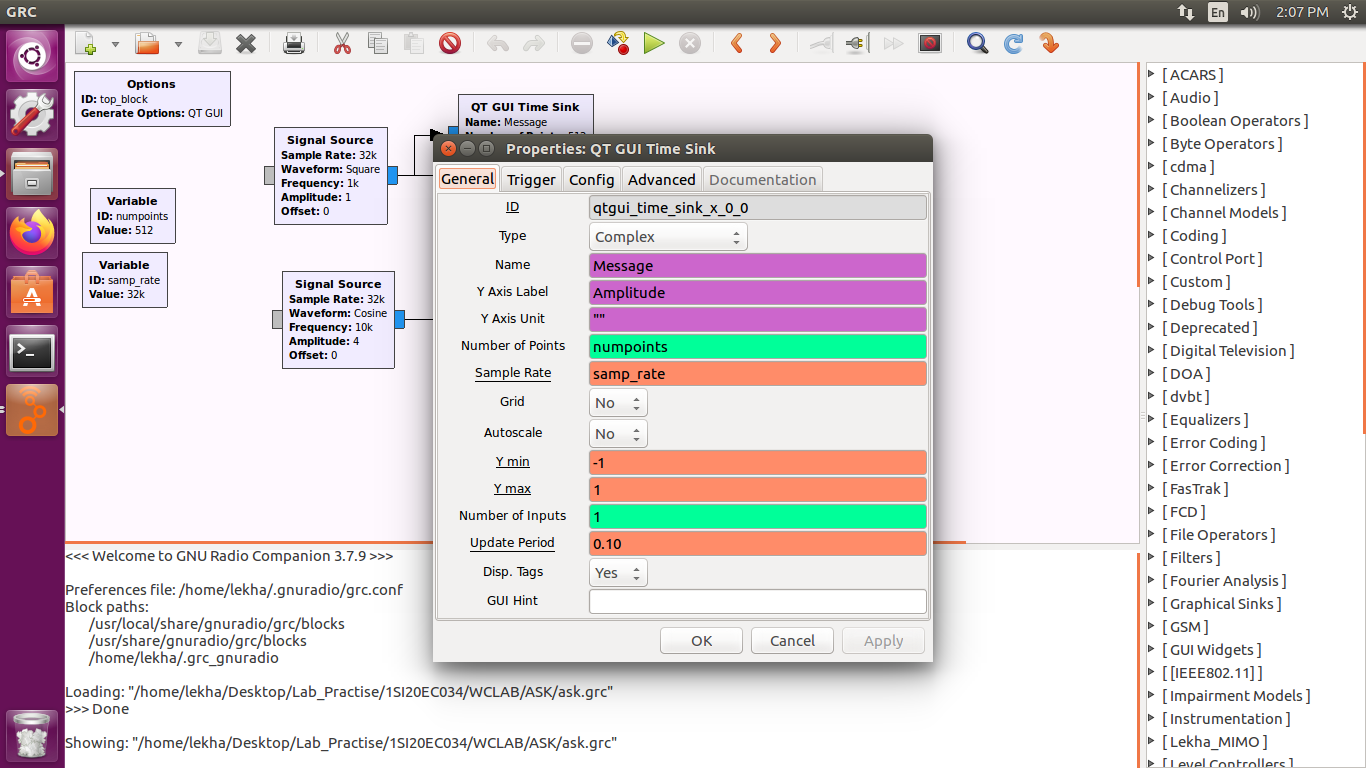 GRC
En
2:07 PM
Options
ID: top_block
Generate Options: QT GUI
Variable
ID: numpoints
Value: 512
Variable
ID: samp_rate
Value: 32k
Signal Source
Sample Rate: 32k
Waveform: Square
Frequency: 1k
Amplitude: 1
Offset: 0
Signal Source
Sample Rate: 32k
Waveform: Cosine
Frequency: 10k
Amplitude: 4
Offset: 0
QT GUI Time Sink
Name: Message
Properties: QT GUI Time Sink
General Trigger Config Advanced Documentation
ID qtgui_time_sink_x_0_0
Type Complex
Name Message
Y Axis Label Amplitude
Y Axis Unit ""
Number of Points numpoints
Sample Rate samp_rate
Grid No
Autoscale No
Y min -1
Y max 1
Number of Inputs 1
Update Period 0.10
Disp. Tags Yes
GUI Hint
OK Cancel Apply
<<< Welcome to GNU Radio Companion 3.7.9 >>>
Preferences file: /home/lekha/.gnuradio/grc.conf
Block paths:
/usr/local/share/gnuradio/grc/blocks
/usr/share/gnuradio/grc/blocks
/home/lekha/.grc_gnuradio
Loading: "/home/lekha/Desktop/Lab_Practise/1SI20EC034/WCLAB/ASK/ask.grc"
>>> Done
Showing: "/home/lekha/Desktop/Lab_Practise/1SI20EC034/WCLAB/ASK/ask.grc"
[ ACARS ]
[ Audio ]
[ Boolean Operators ]
[ Byte Operators ]
[ cdma ]
[ Channelizers ]
[ Channel Models ]
[ Coding ]
[ Control Port ]
[ Custom ]
[ Debug Tools ]
[ Deprecated ]
[ Digital Television ]
[ DOA ]
[ dvbt ]
[ Equalizers ]
[ Error Coding ]
[ Error Correction ]
[ FasTrak ]
[ FCD ]
[ File Operators ]
[ Filters ]
[ Fourier Analysis ]
[ Graphical Sinks ]
[ GSM ]
[ GUI Widgets ]
[ [IEEE802.11] ]
[ Impairment Models ]
[ Instrumentation ]
[ Lekha_MIMO ]
[ Level Controllers ]